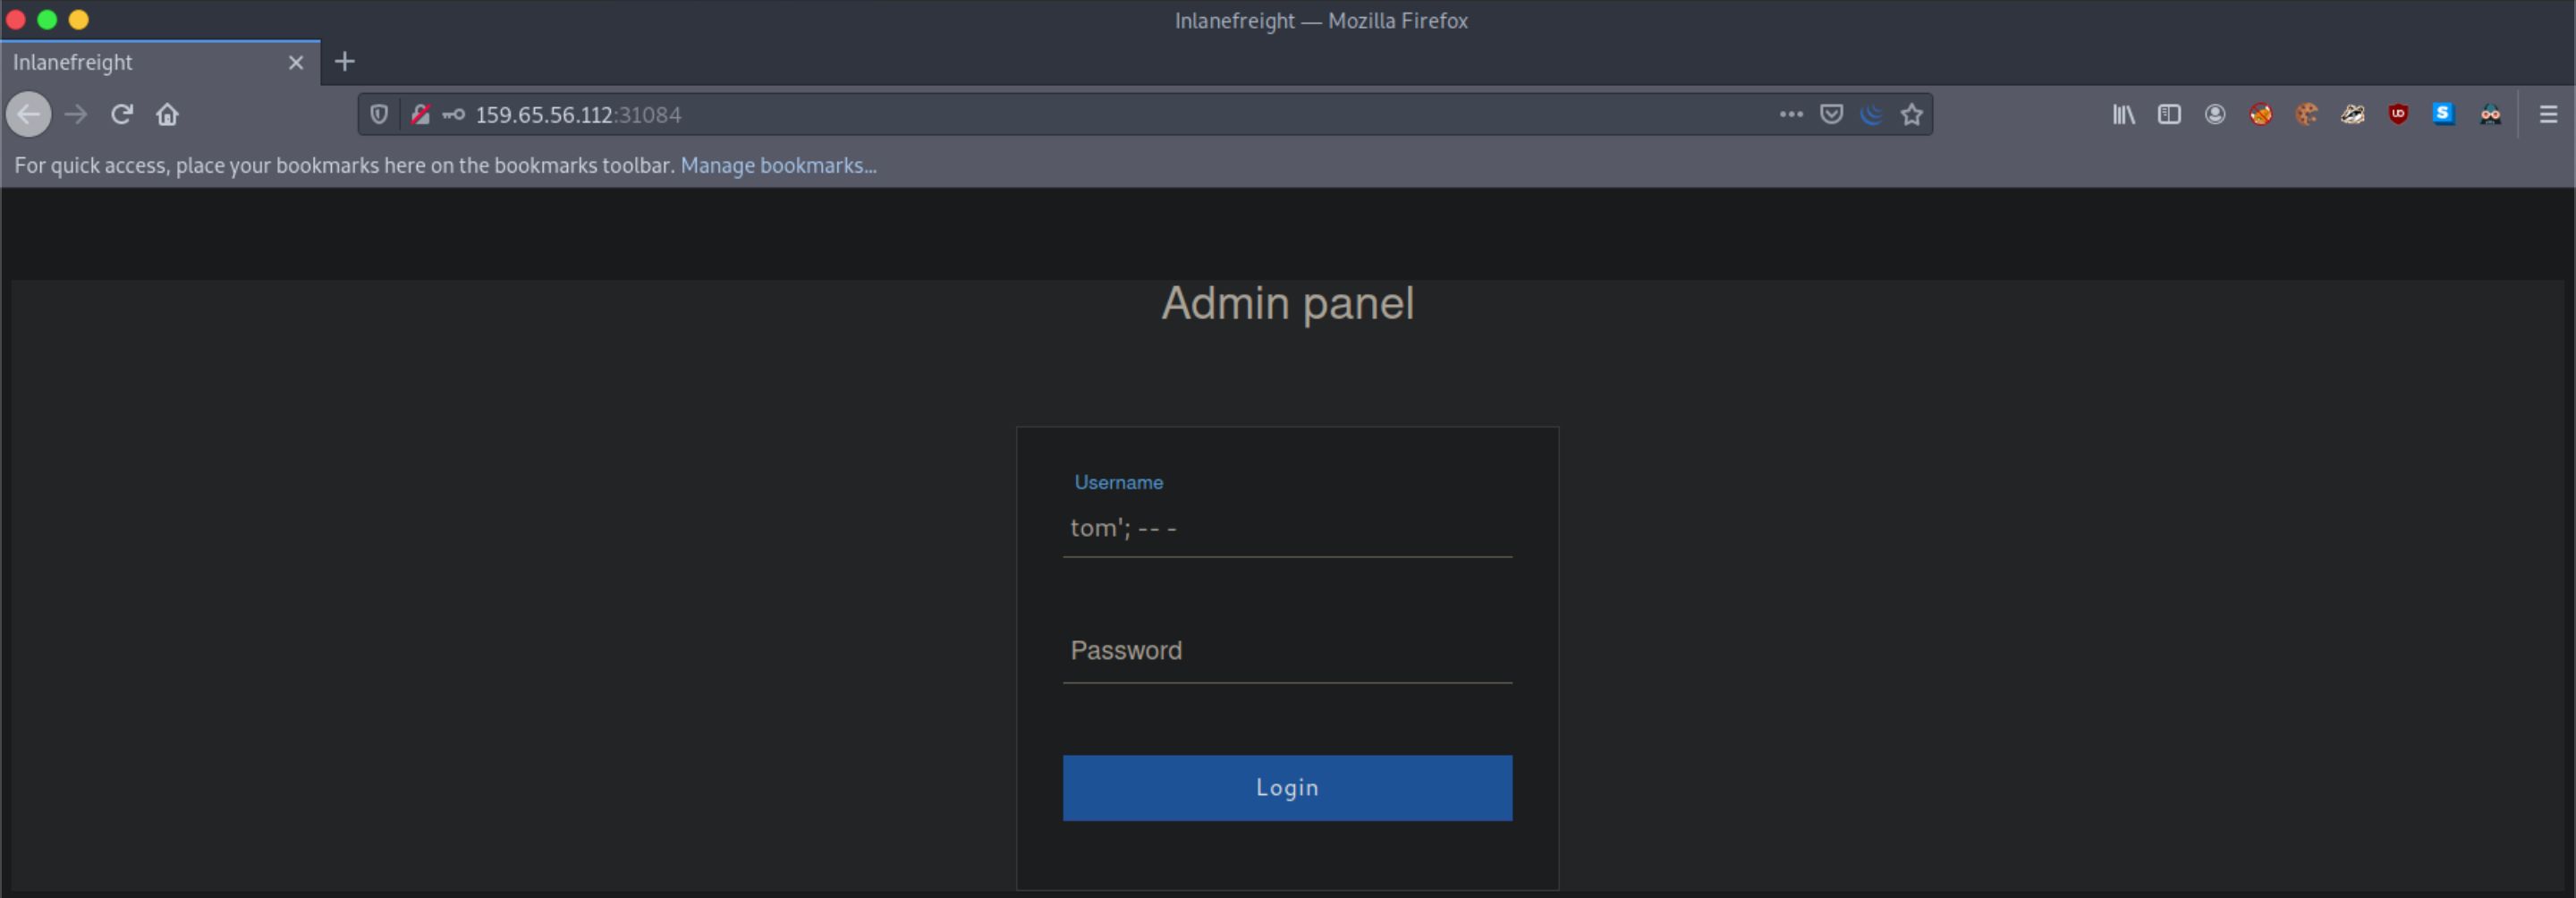 Inlanefreight — Mozilla Firefox
Inlanefreight
159.65.56.112:31084
For quick access, place your bookmarks here on the bookmarks toolbar. Manage bookmarks...
Admin panel
Username
tom'; -- -
Password
Login